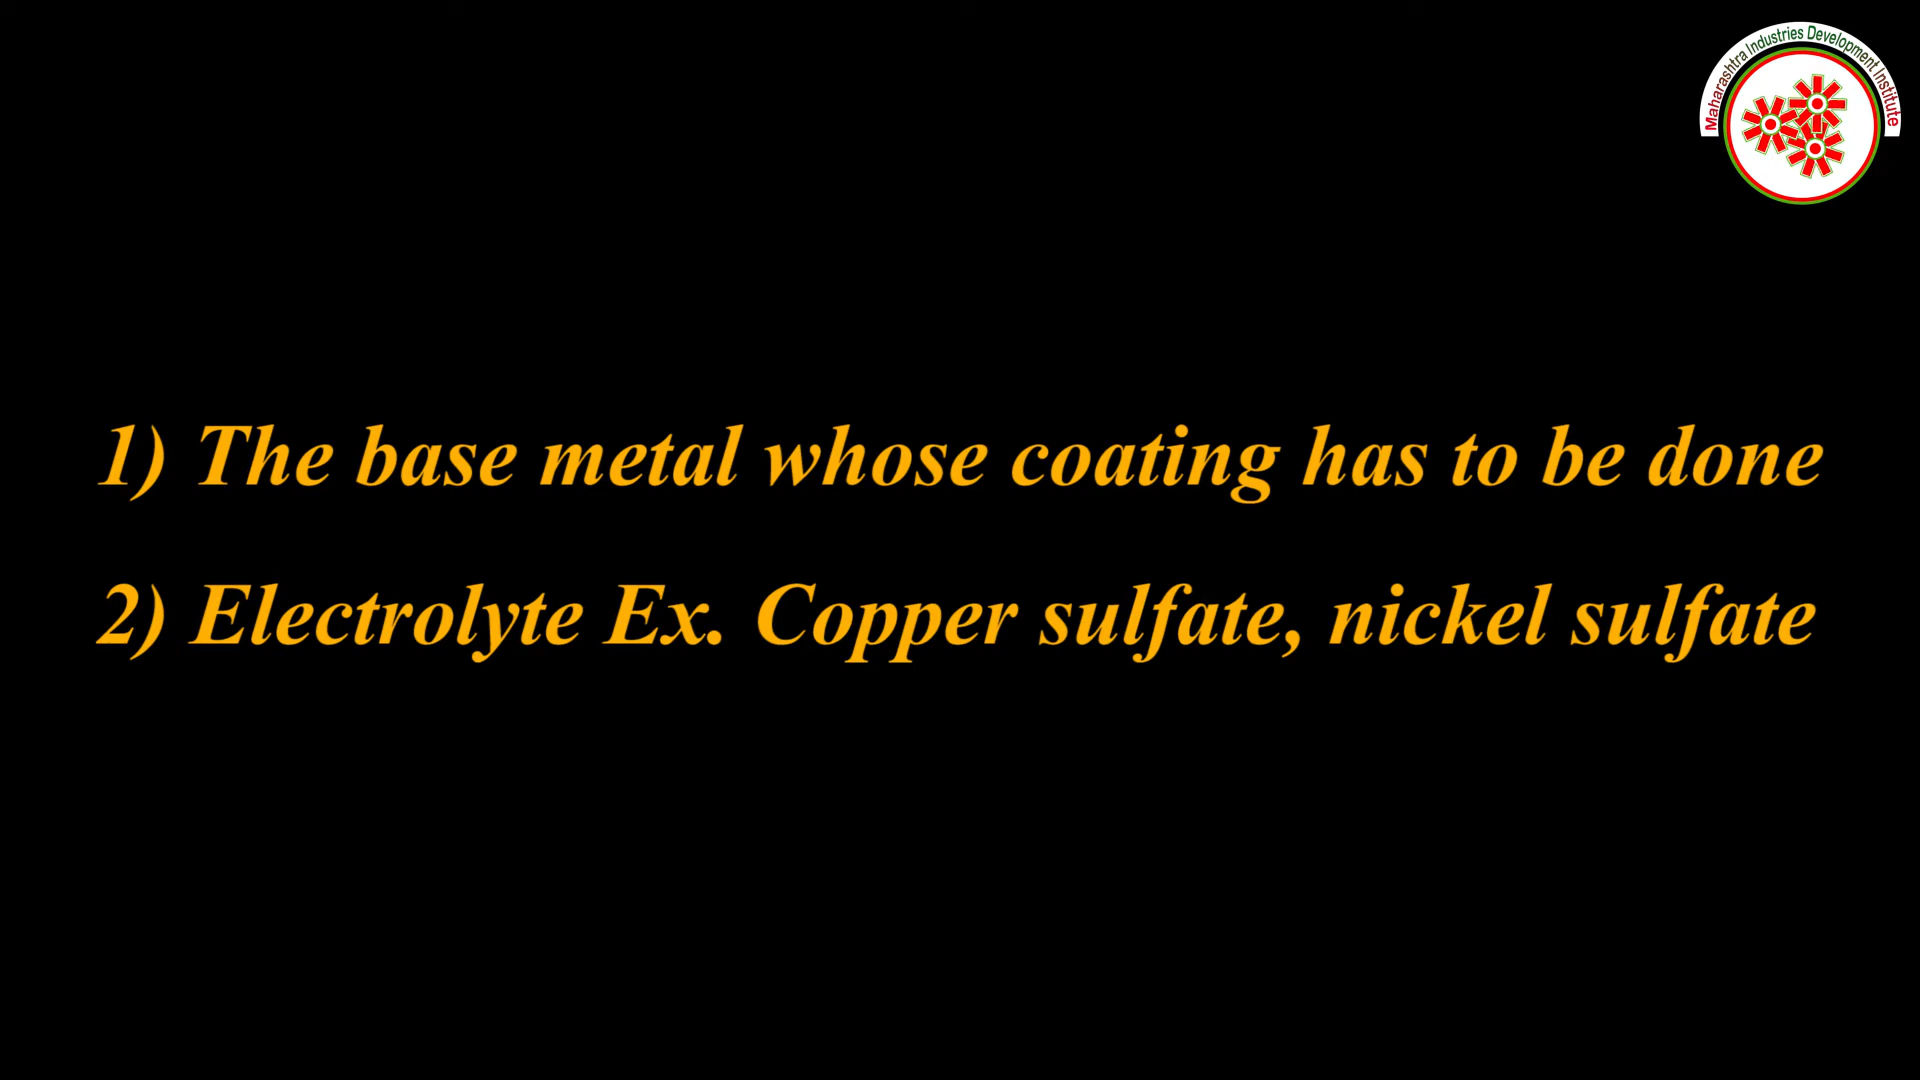 Maharashtra Industries Development Institute
1) The base metal whose coating has to be done
2) Electrolyte Ex. Copper sulfate, nickel sulfate